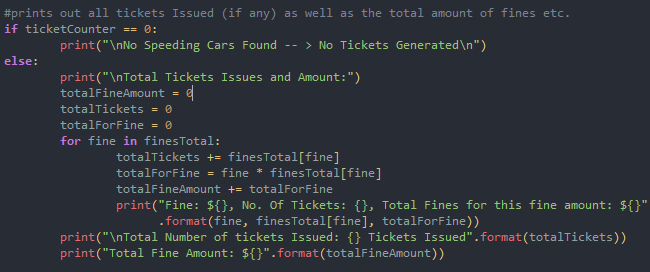 #prints out all tickets Issued (if any) as well as the total amount of fines etc.
if ticketCounter == 0:
        print("\nNo Speeding Cars Found -- > No Tickets Generated\n")
else:
        print("\nTotal Tickets Issues and Amount:")
        totalFineAmount = 0
        totalTickets = 0
        totalForFine = 0
        for fine in finesTotal:
                totalTickets += finesTotal[fine]
                totalForFine = fine * finesTotal[fine]
                totalFineAmount += totalForFine
                print("Fine: ${}, No. Of Tickets: {}, Total Fines for this fine amount: ${}"
                      .format(fine, finesTotal[fine], totalForFine))
        print("\nTotal Number of tickets Issued: {} Tickets Issued".format(totalTickets))
        print("Total Fine Amount: ${}".format(totalFineAmount))